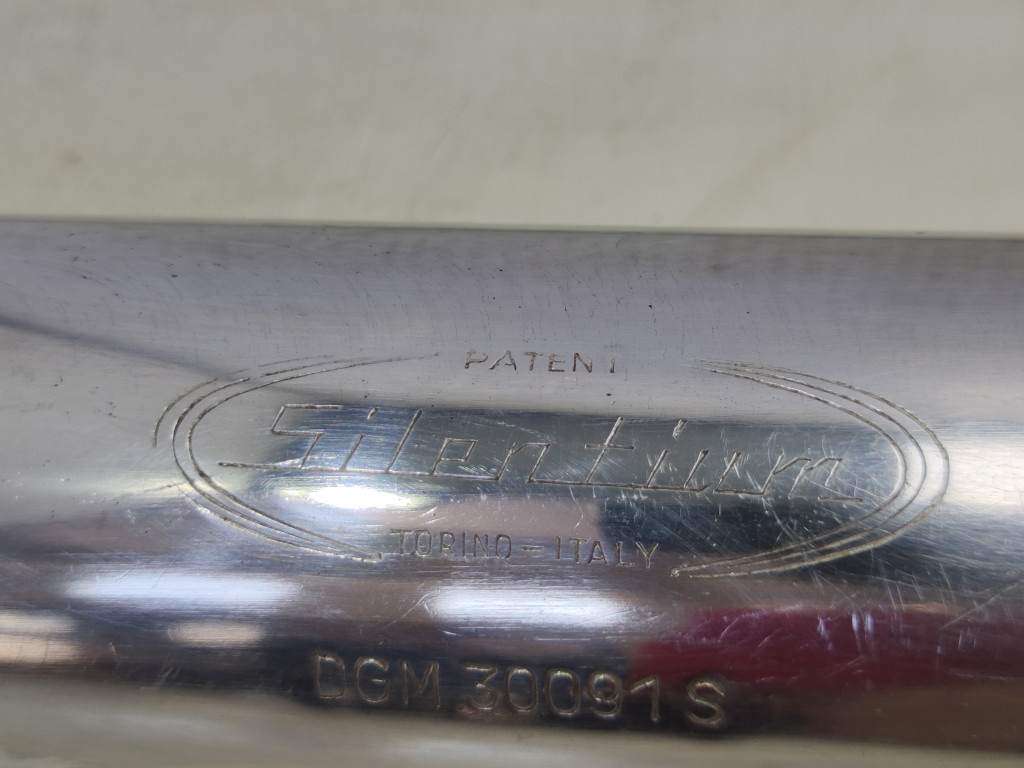 PATENT
Silentium
TORINO - ITALY
DGM 30091 S